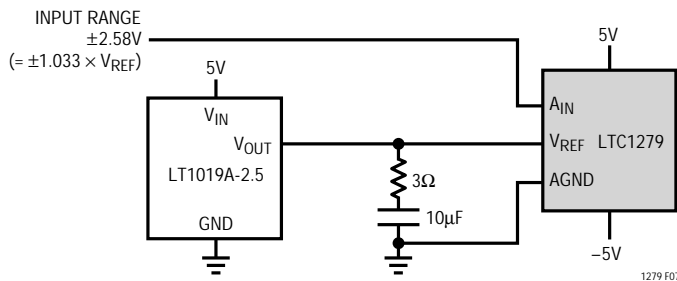 INPUT RANGE
±2.58V
(= ±1.033 × VREF)
5V
VIN
VOUT
LT1019A-2.5
GND
3Ω
10µF
5V
AIN
VREF
LTC1279
AGND
–5V
1279 F07